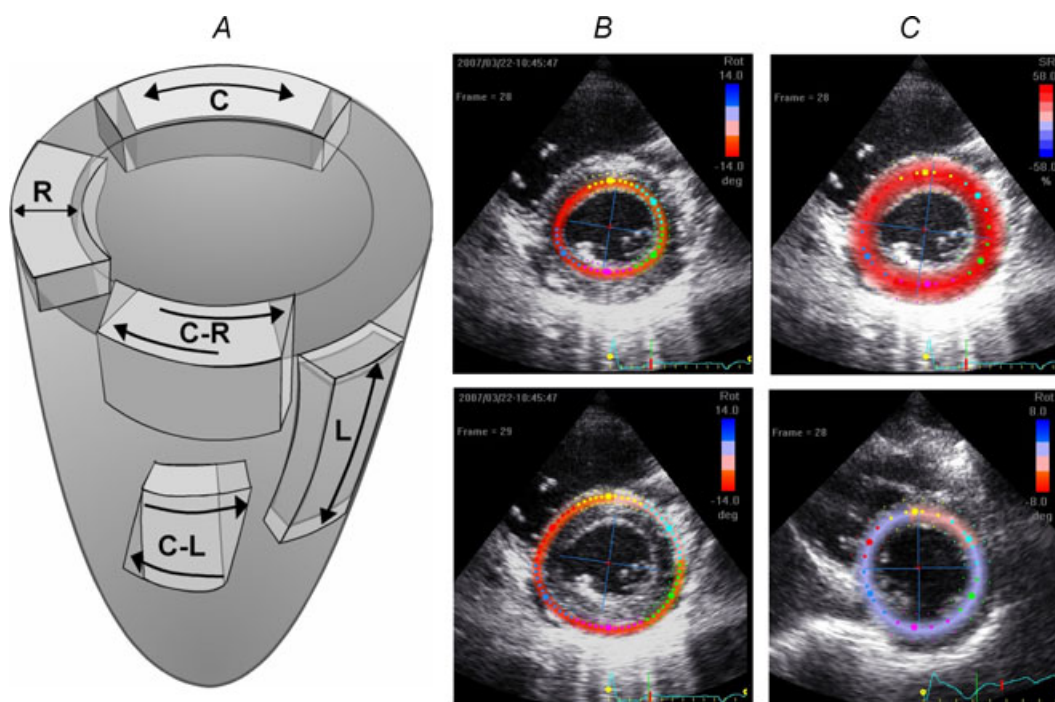 A
B
C
C
R
C-R
L
C-L
2007/03/22-10:45:47
Rot
14.0
Frame = 28
-14.0
deg
SR
58.0
Frame = 28
-58.0
%
2007/03/22-10:45:47
Rot
14.0
Frame = 29
-14.0
deg
Rot
8.0
Frame = 28
-8.0
deg